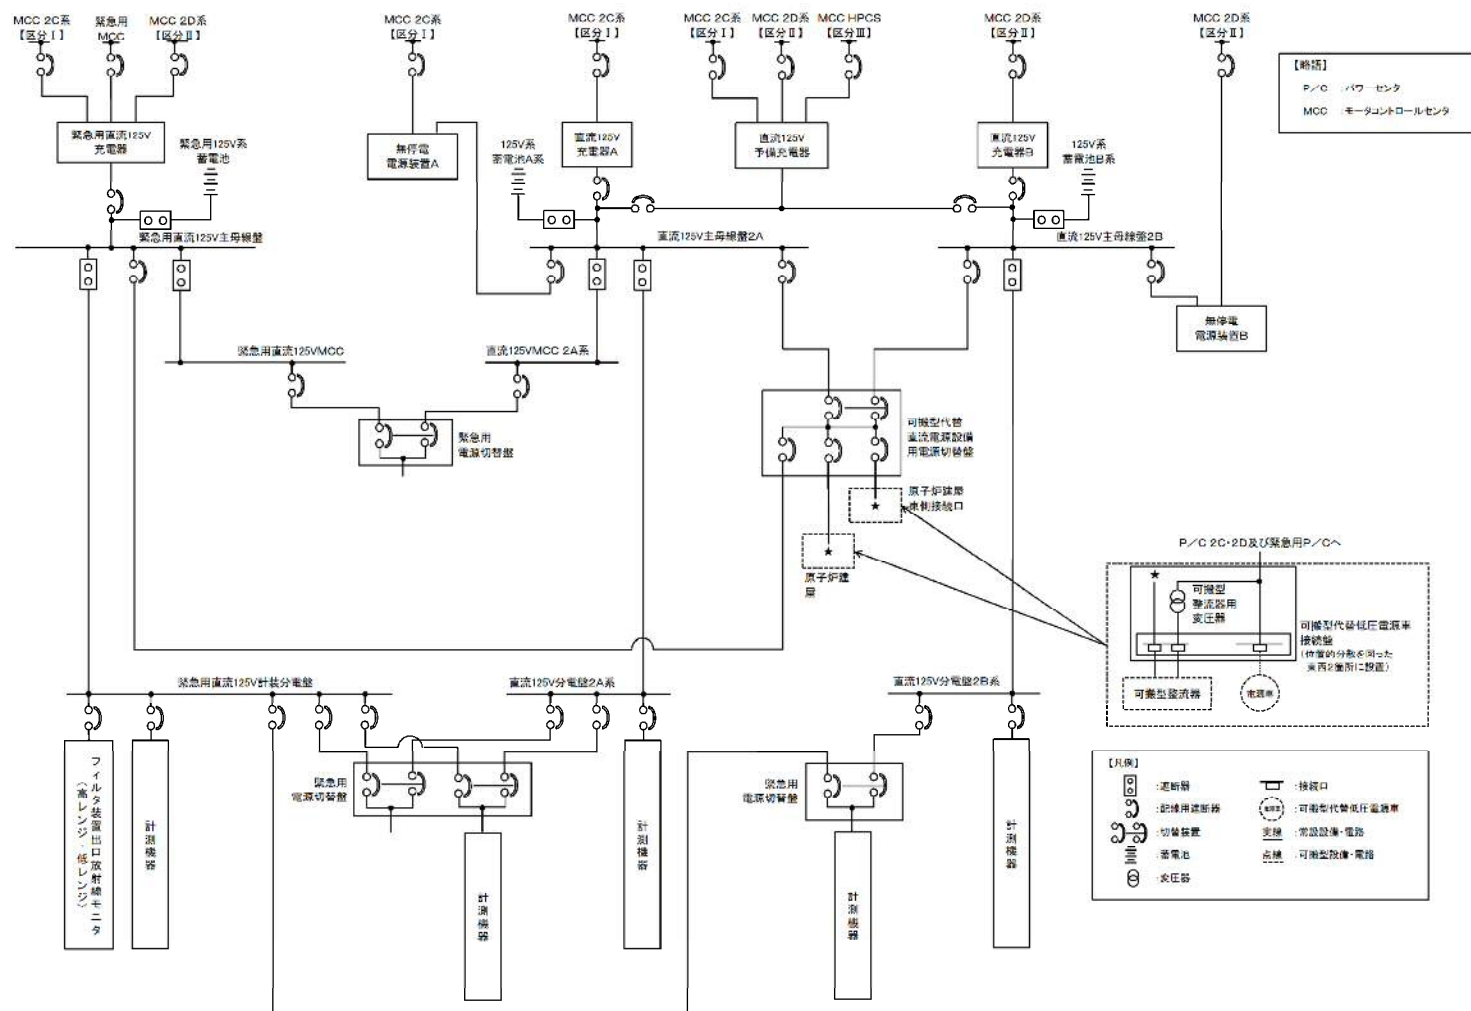 MCC 2C系
【区分Ⅰ】
緊急用
MCC
MCC 2D系
【区分Ⅱ】
MCC 2C系
【区分Ⅰ】
MCC 2C系
【区分Ⅰ】
MCC 2C系
【区分Ⅰ】
MCC 2D系
【区分Ⅱ】
MCC HPCS
【区分Ⅲ】
MCC 2D系
【区分Ⅱ】
MCC 2D系
【区分Ⅱ】
【略語】
P/C :パワーセンタ
MCC :モータコントロールセンタ
緊急用直流125V
充電器
緊急用125V系
蓄電池
無停電
電源装置A
125V系
蓄電池A系
直流125V
充電器A
直流125V
予備充電器
直流125V
充電器B
125V系
蓄電池B系
緊急用直流125V主母線盤
直流125V主母線盤2A
直流125V主母線盤2B
無停電
電源装置B
緊急用直流125VMCC
直流125VMCC 2A系
緊急用
電源切替盤
可搬型代替
直流電源設備
用電源切替盤
原子炉建屋
東側接続口
★
★
原子炉建
屋
P/C 2C・2D及び緊急用P/Cへ
★
可搬型
整流器用
変圧器
可搬型代替低圧電源車
接続盤
(位置的分散を図った
東西2箇所に設置)
可搬型整流器
電源車
緊急用直流125V計装分電盤
直流125V分電盤2A系
直流125V分電盤2B系
緊急用
電源切替盤
緊急用
電源切替盤
フィルタ装置出口放射線モニタ
(高レンジ・低レンジ)
計測機器
計測機器
計測機器
計測機器
計測機器
【凡例】
:遮断器
:配線用遮断器
:切替装置
:蓄電池
:変圧器
:接続口
電源車 :可搬型代替低圧電源車
実線 :常設設備・電路
点線 :可搬型設備・電路